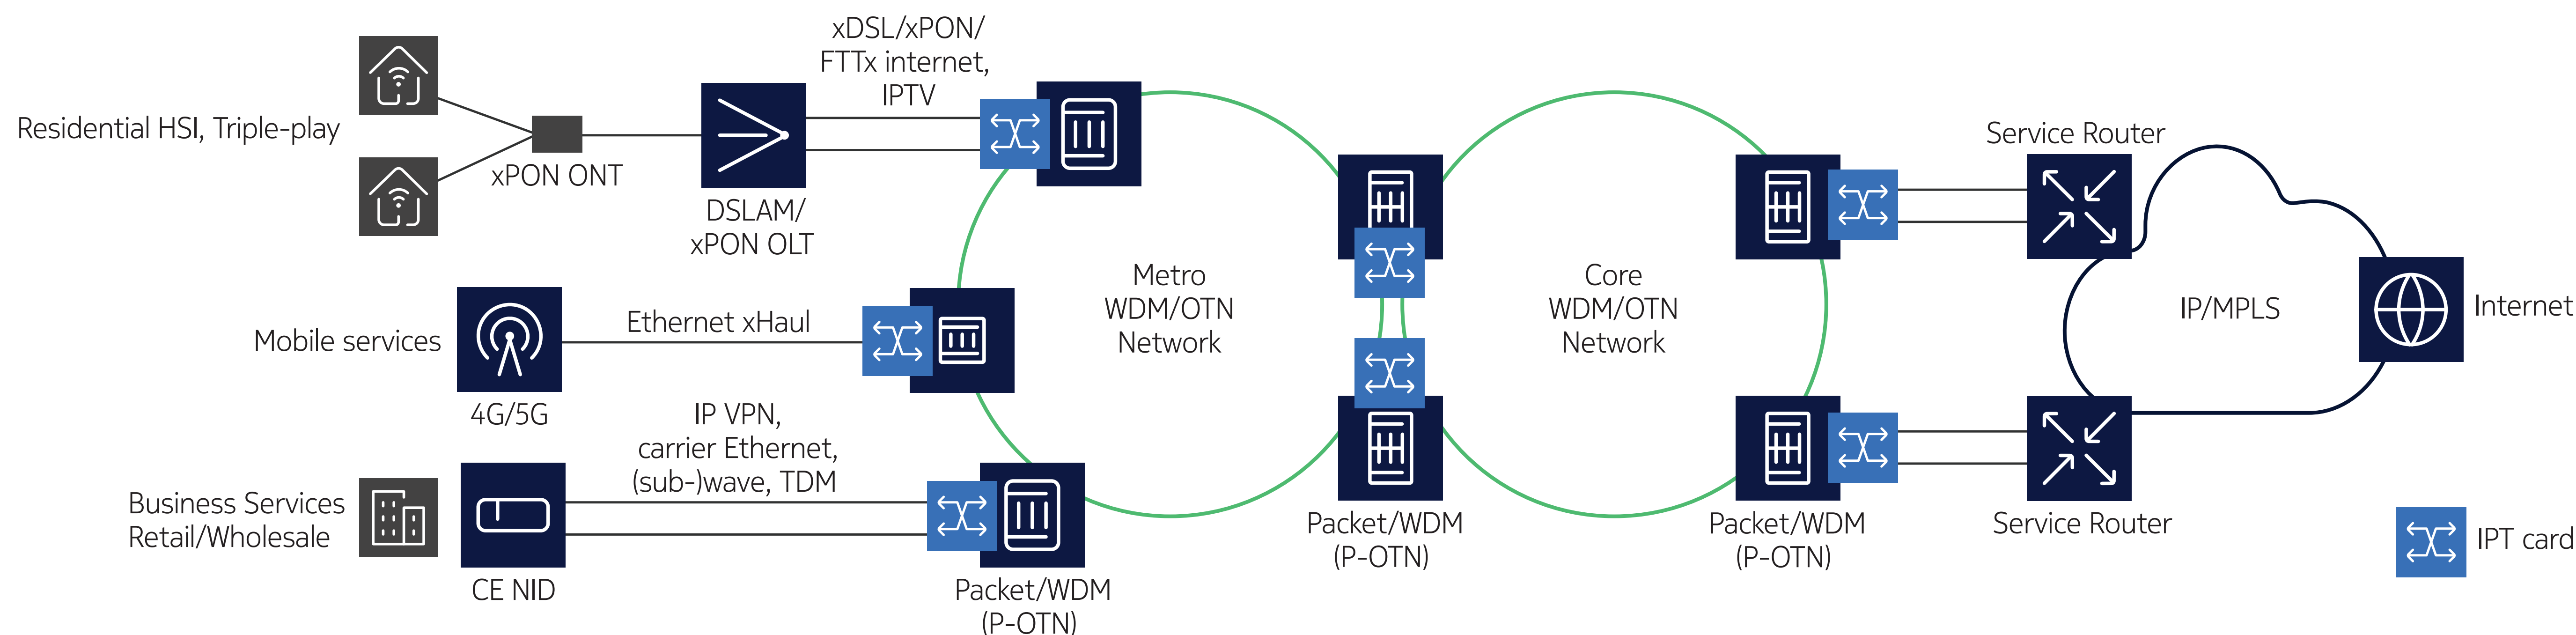 Residential HSI, Triple-play
xPON ONT
DSLAM/
xPON OLT
xDSL/xPON/
FTTx internet,
IPTV
Mobile services
4G/5G
Ethernet xHaul
Business Services
Retail/Wholesale
CE NID
IP VPN,
carrier Ethernet,
(sub-)wave, TDM
Packet/WDM
(P-OTN)
Metro
WDM/OTN
Network
Packet/WDM
(P-OTN)
Core
WDM/OTN
Network
Packet/WDM
(P-OTN)
Service Router
Service Router
IP/MPLS
Internet
IPT card